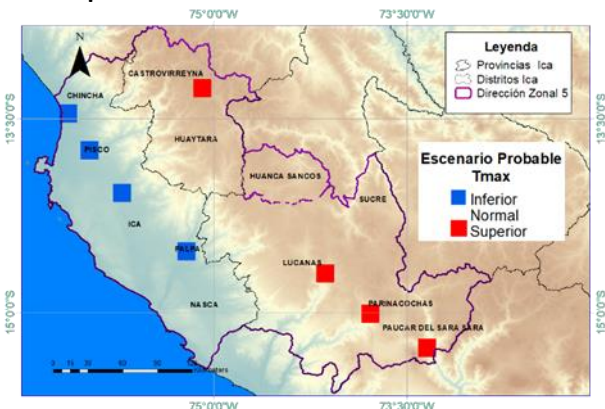 75°0'0"W 73°30'0"W
N
Leyenda
Provincias Ica
Distritos Ica
Dirección Zonal 5
CASTROVIRREYNA
CHINCHA
13°30'0"S 13°30'0"S
HUAYTARA
PISCO
Escenario Probable
Tmax
Inferior
Normal
Superior
HUANCA SANCOS
SUCRE
ICA
PALPA
LUCANAS
NASCA
PARINACOCHAS
15°0'0"S 15°0'0"S
PAUCAR DEL SARA SARA
75°0'0"W 73°30'0"W